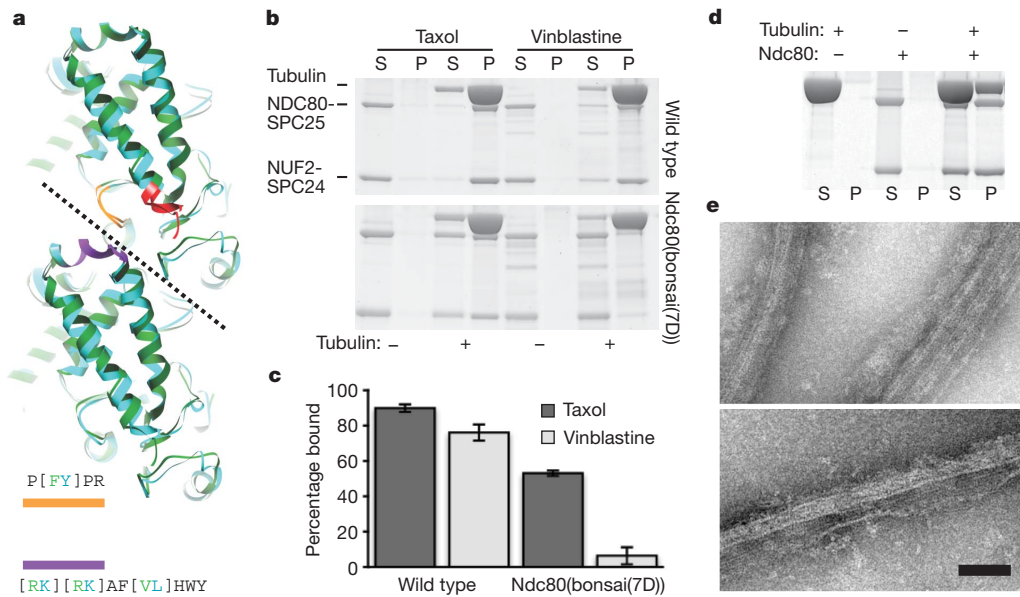 a
P[FY]PR
[RK][RK]AF[VL]HWY
b
Taxol Vinblastine
S P S P S P S P
Tubulin
NDC80-
SPC25
NUF2-
SPC24
Wild type
Ndc80(bonsai(7D))
Tubulin: – + – +
c
Percentage bound
100
80
60
40
20
0
Taxol
Vinblastine
Wild type Ndc80(bonsai(7D))
d
Tubulin: + – +
Ndc80: – + +
S P S P S P
e